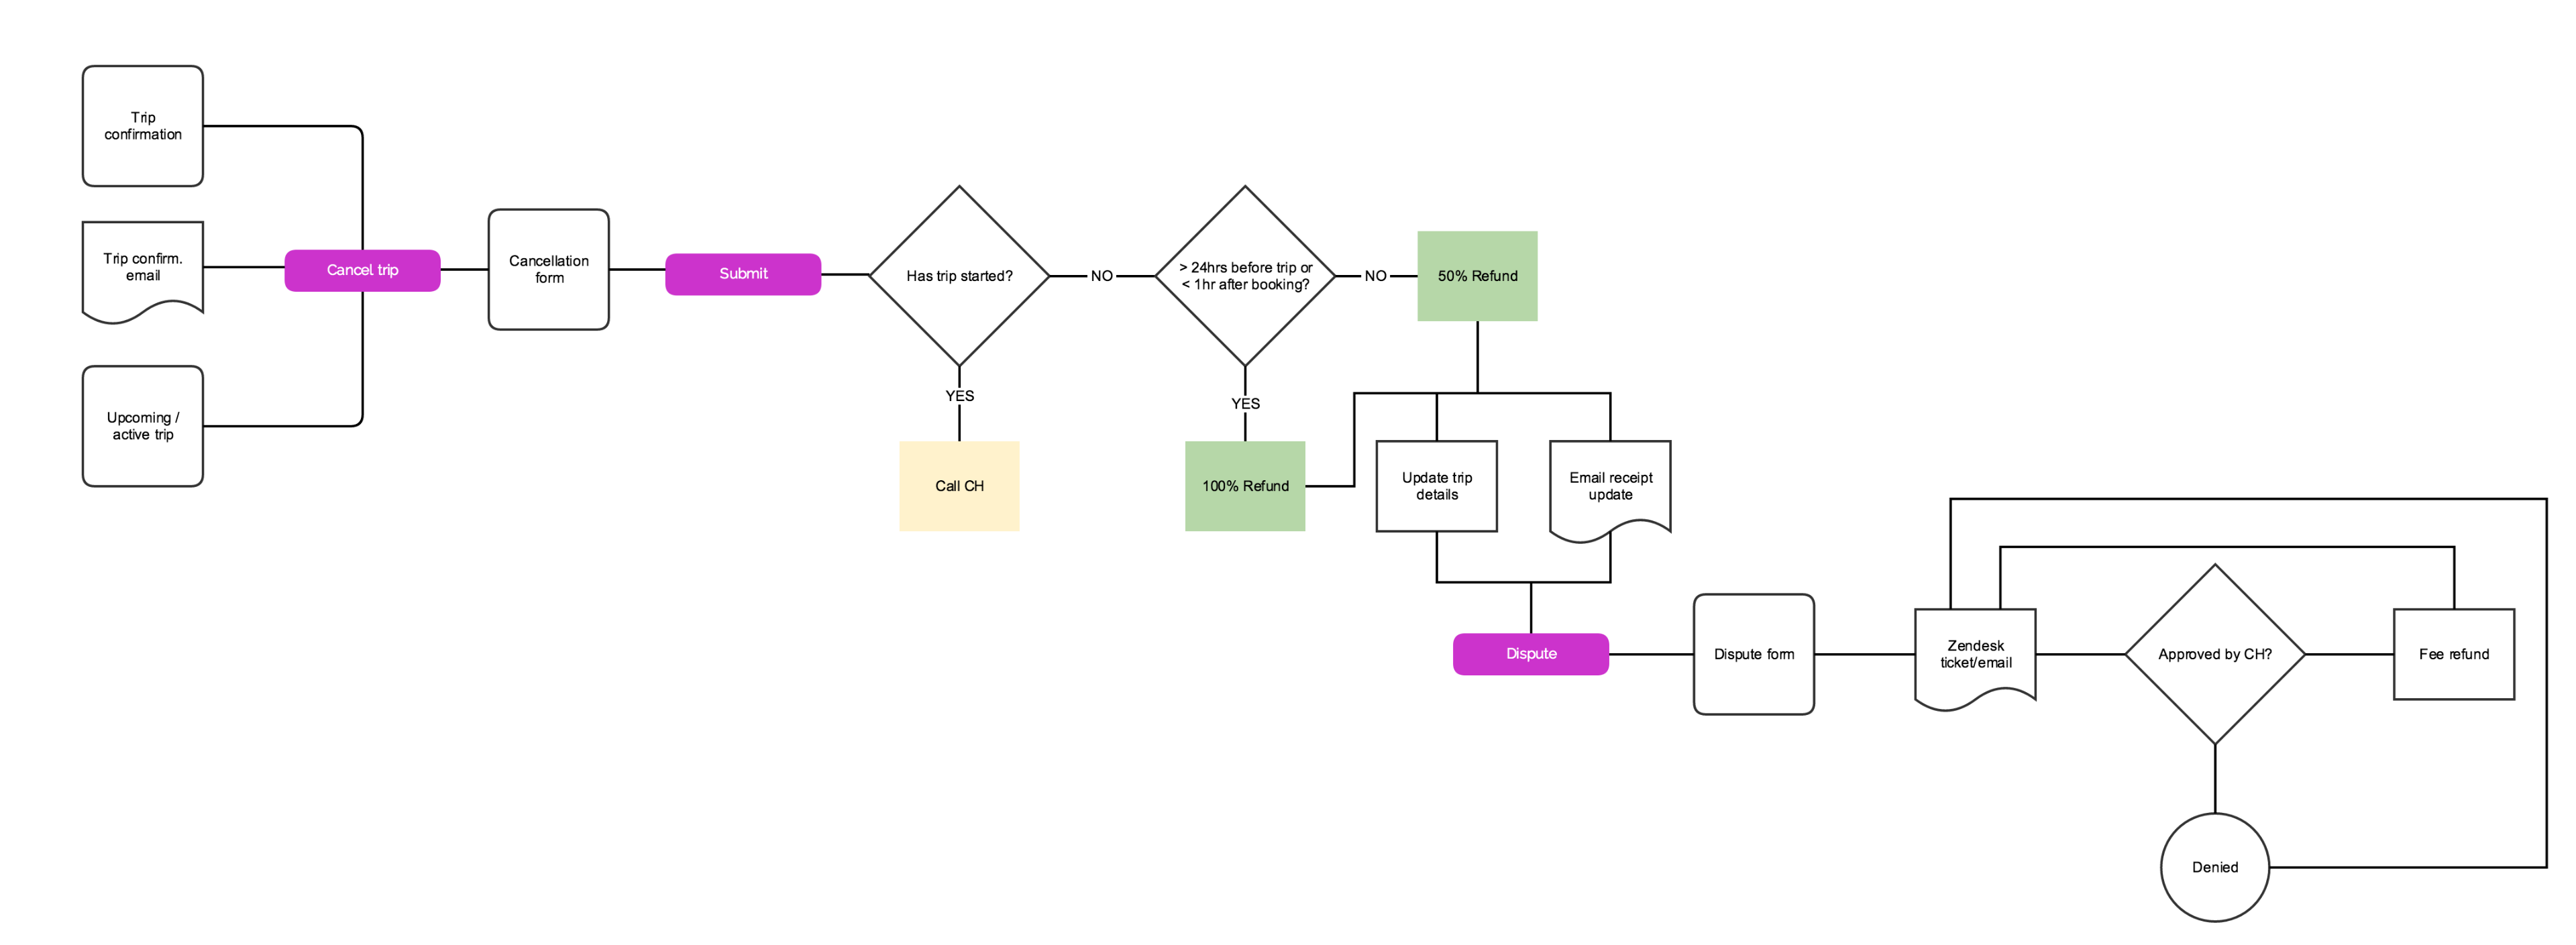 Trip
confirmation
Trip confirm.
email
Upcoming /
active trip
Cancel trip
Cancellation
form
Submit
Has trip started?
NO
YES
Call CH
> 24hrs before trip or
< 1hr after booking?
NO
YES
50% Refund
100% Refund
Update trip
details
Email receipt
update
Dispute
Dispute form
Zendesk
ticket/email
Approved by CH?
Fee refund
Denied